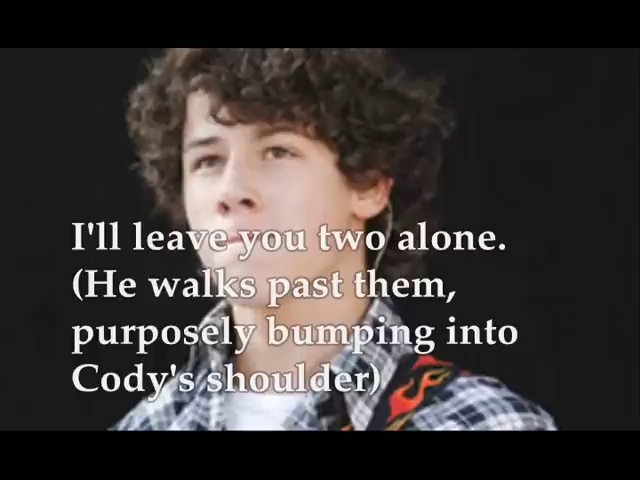 I'll leave you two alone.
(He walks past them,
purposely bumping into
Cody's shoulder)